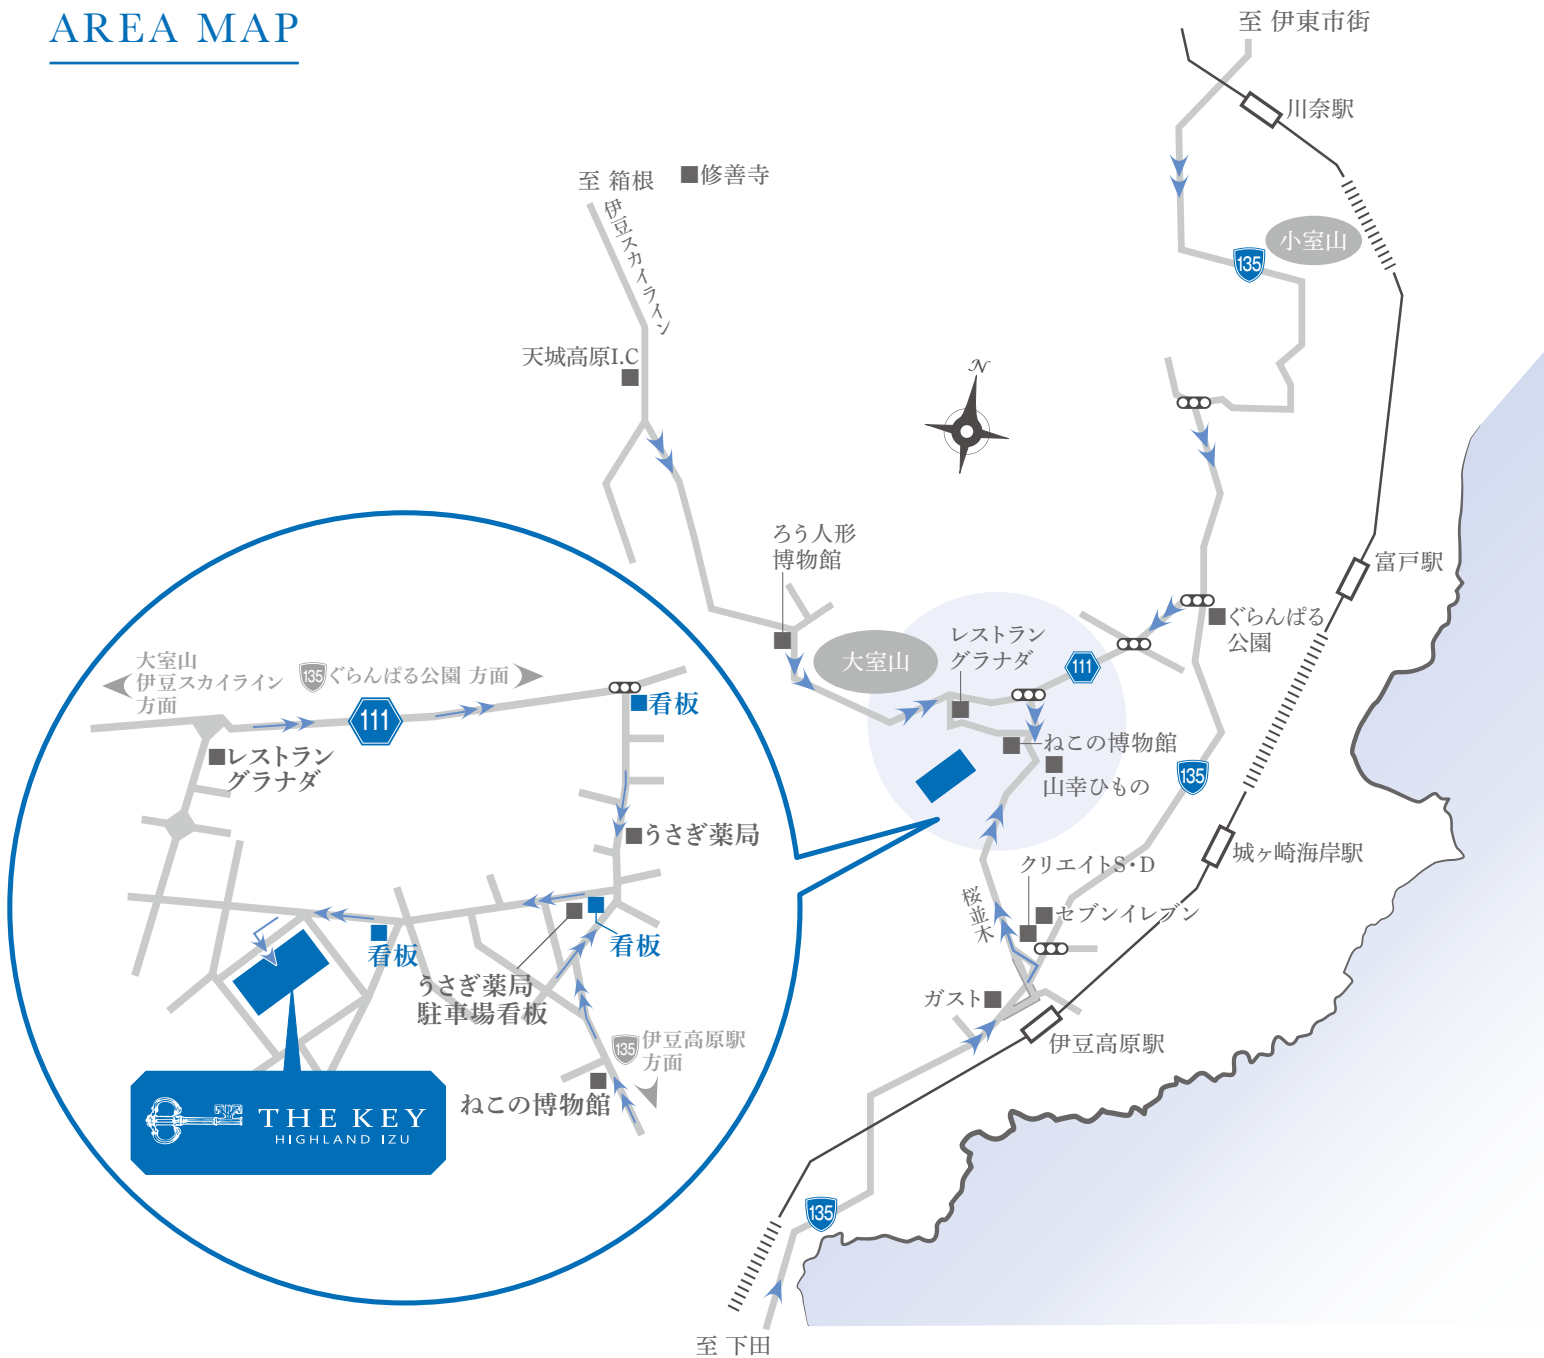 AREA MAP
至 伊東市街
川奈駅
至 箱根
■修善寺
伊豆スカイライン
小室山
135
天城高原I.C
N
ろう人形
博物館
富戸駅
ぐらんぱる
公園
レストラン
グラナダ
大室山
111
ねこの博物館
山幸ひもの
135
城ヶ崎海岸駅
クリエイトS・D
セブンイレブン
桜並木
ガスト
伊豆高原駅
135
至 下田
大室山
伊豆スカイライン
方面
135 ぐらんぱる公園 方面
111
看板
レストラン
グラナダ
うさぎ薬局
看板
看板
うさぎ薬局
駐車場看板
135 伊豆高原駅
方面
ねこの博物館
THE KEY
HIGHLAND IZU